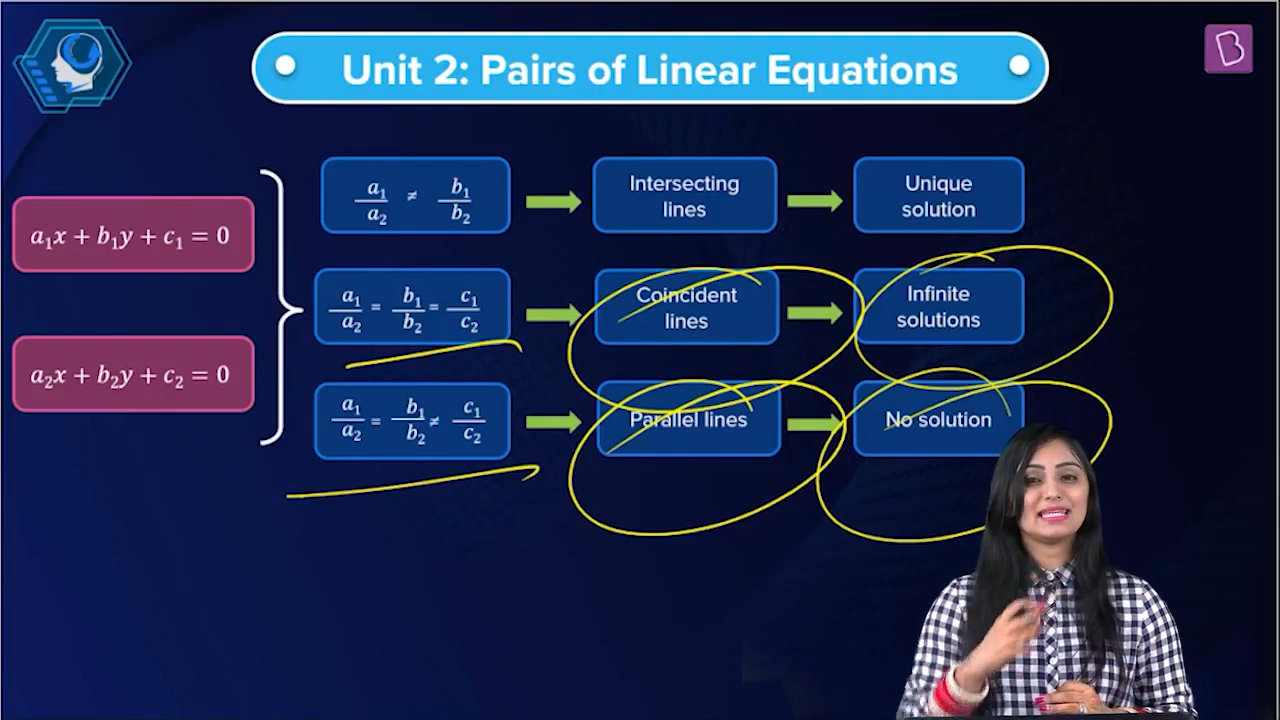 Unit 2: Pairs of Linear Equations
a₁x + b₁y + c₁ = 0
a₂x + b₂y + c₂ = 0
a₁/a₂ ≠ b₁/b₂
Intersecting
lines
Unique
solution
a₁/a₂ = b₁/b₂ = c₁/c₂
Coincident
lines
Infinite
solutions
a₁/a₂ = b₁/b₂ ≠ c₁/c₂
Parallel lines
No solution
B